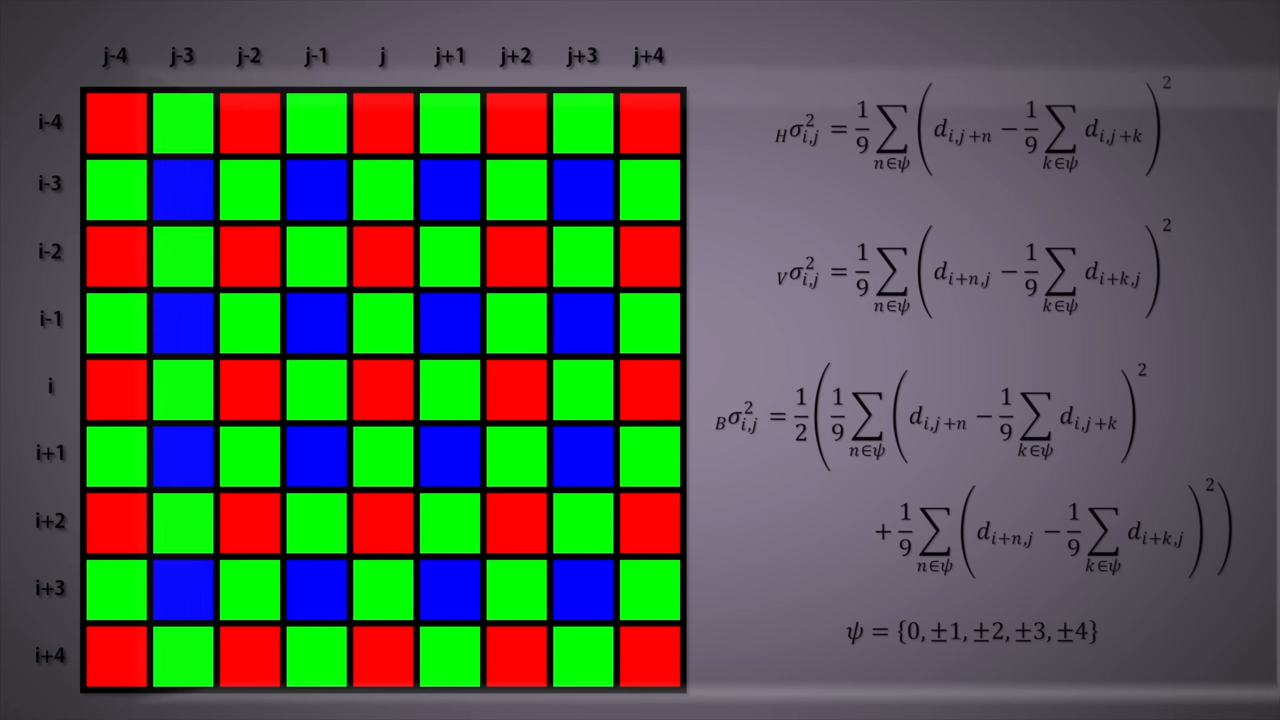 j-4 j-3 j-2 j-1 j j+1 j+2 j+3 j+4
i-4
i-3
i-2
i-1
i
i+1
i+2
i+3
i+4
_Hσ²_{i,j} = 1/9 ∑_{n∈ψ} (d_{i,j+n} − 1/9 ∑_{k∈ψ} d_{i,j+k})²
_Vσ²_{i,j} = 1/9 ∑_{n∈ψ} (d_{i+n,j} − 1/9 ∑_{k∈ψ} d_{i+k,j})²
_Bσ²_{i,j} = 1/2 (1/9 ∑_{n∈ψ} (d_{i,j+n} − 1/9 ∑_{k∈ψ} d_{i,j+k})²
+ 1/9 ∑_{n∈ψ} (d_{i+n,j} − 1/9 ∑_{k∈ψ} d_{i+k,j})²)
ψ = {0, ±1, ±2, ±3, ±4}